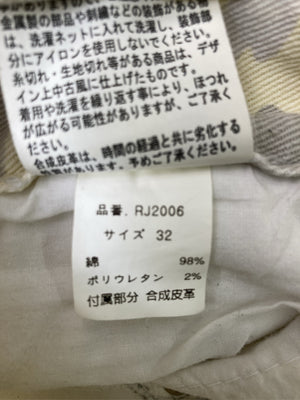 金属製の部品や刺繍などの装飾がある部
は、洗濯ネットに入れて洗濯し、装飾部
分にアイロンを使用しないでください。
糸切れ・生地切れ等がある商品は、デザ
イン上中古風に仕上げたもので、
着用や洗濯を繰り返す事により、ほつれ
が広がる可能性がありますが、ご了承く
合成皮革は、時間の経過と共に劣化する
ります。予めご了承くだ
品番. RJ2006
サイズ 32
綿 98%
ポリウレタン 2%
付属部分 合成皮革